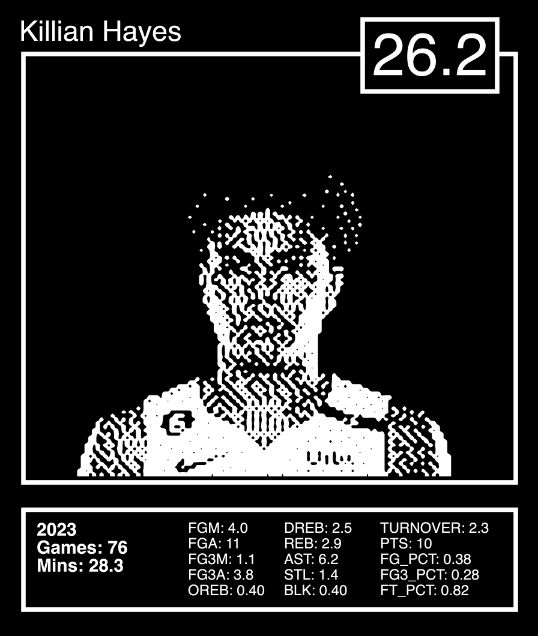 Killian Hayes
26.2
2023
Games: 76
Mins: 28.3
FGM: 4.0
FGA: 11
FG3M: 1.1
FG3A: 3.8
OREB: 0.40
DREB: 2.5
REB: 2.9
AST: 6.2
STL: 1.4
BLK: 0.40
TURNOVER: 2.3
PTS: 10
FG_PCT: 0.38
FG3_PCT: 0.28
FT_PCT: 0.82